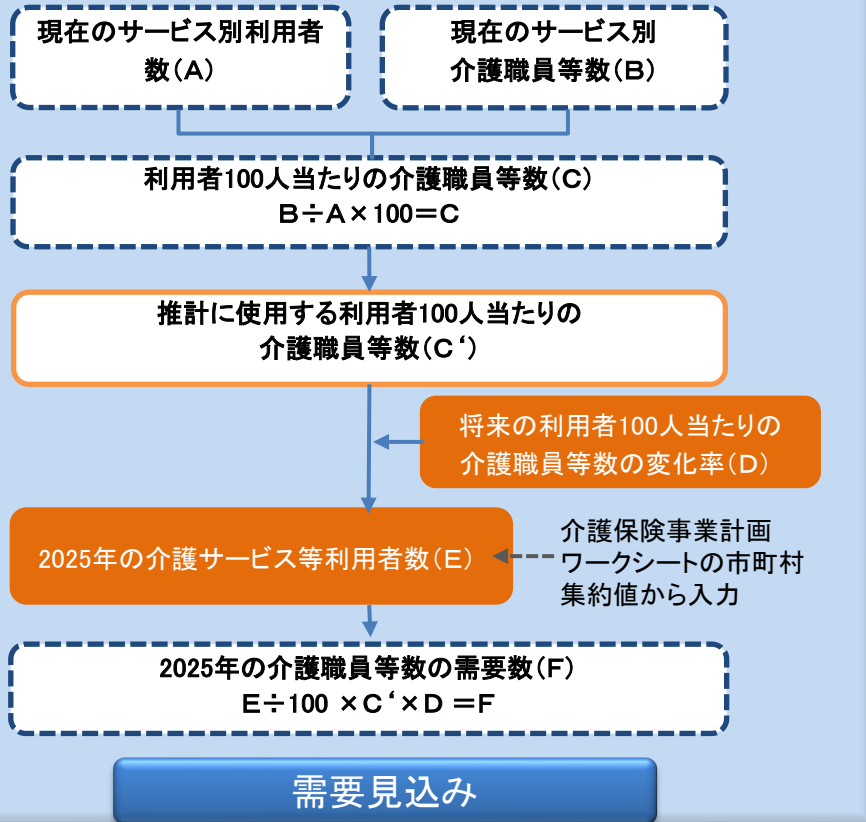 現在のサービス別利用者
数(A)
現在のサービス別
介護職員等数(B)
利用者100人当たりの介護職員等数(C)
B÷A×100=C
推計に使用する利用者100人当たりの
介護職員等数(C‘)
将来の利用者100人当たりの
介護職員等数の変化率(D)
2025年の介護サービス等利用者数(E)
介護保険事業計画
ワークシートの市町村
集約値から入力
2025年の介護職員等数の需要数(F)
E÷100 ×C‘×D =F
需要見込み